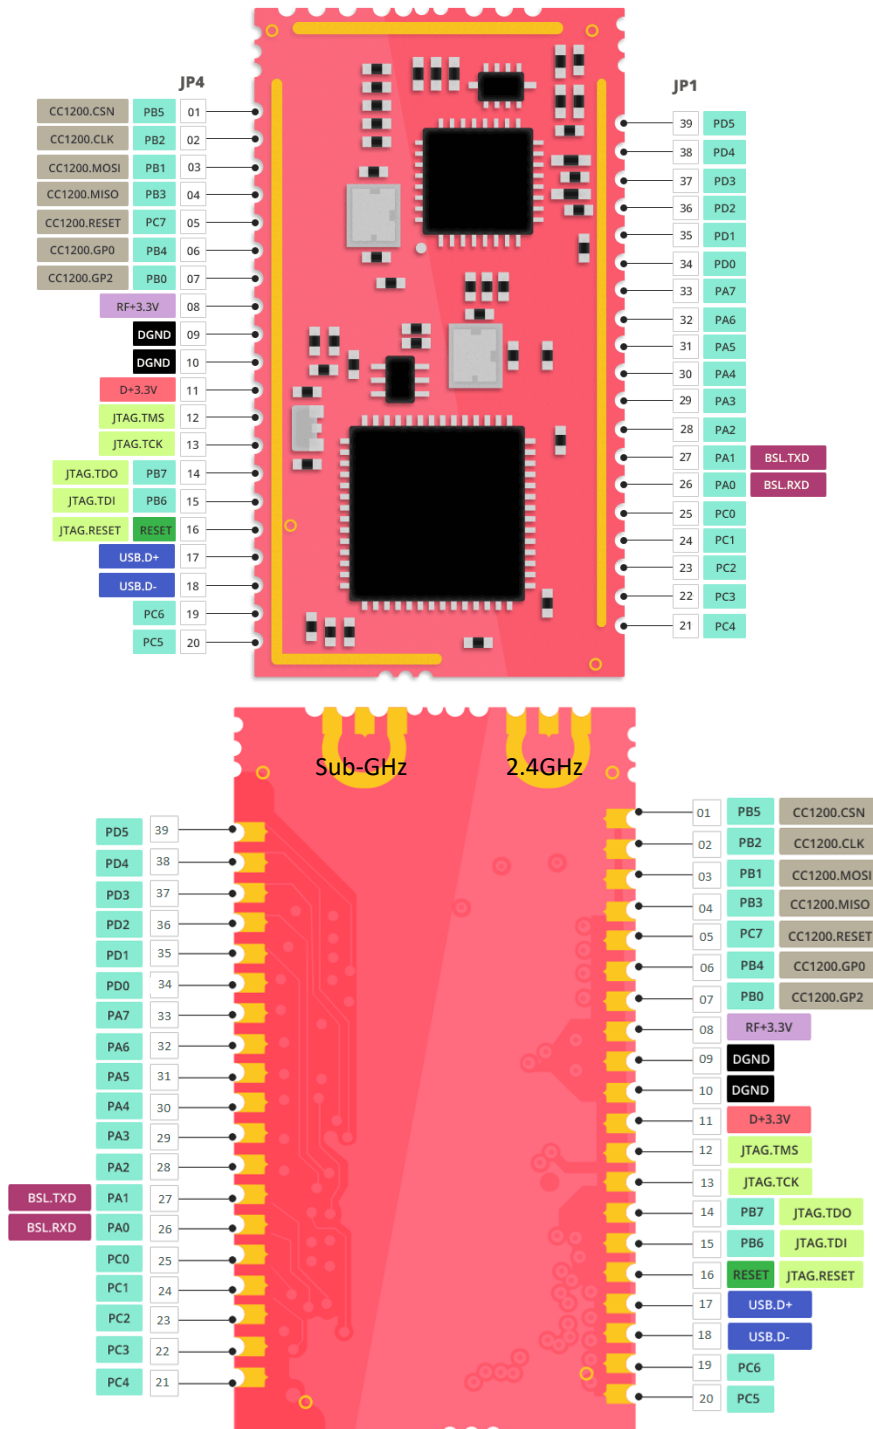 JP4
JP1
CC1200.CSN PB5 01
CC1200.CLK PB2 02
CC1200.MOSI PB1 03
CC1200.MISO PB3 04
CC1200.RESET PC7 05
CC1200.GP0 PB4 06
CC1200.GP2 PB0 07
RF+3.3V 08
DGND 09
DGND 10
D+3.3V 11
JTAG.TMS 12
JTAG.TCK 13
JTAG.TDO PB7 14
JTAG.TDI PB6 15
JTAG.RESET RESET 16
USB.D+ 17
USB.D- 18
PC6 19
PC5 20
39 PD5
38 PD4
37 PD3
36 PD2
35 PD1
34 PD0
33 PA7
32 PA6
31 PA5
30 PA4
29 PA3
28 PA2
27 PA1 BSL.TXD
26 PA0 BSL.RXD
25 PC0
24 PC1
23 PC2
22 PC3
21 PC4
Sub-GHz 2.4GHz
PD5 39
PD4 38
PD3 37
PD2 36
PD1 35
PD0 34
PA7 33
PA6 32
PA5 31
PA4 30
PA3 29
PA2 28
BSL.TXD PA1 27
BSL.RXD PA0 26
PC0 25
PC1 24
PC2 23
PC3 22
PC4 21
01 PB5 CC1200.CSN
02 PB2 CC1200.CLK
03 PB1 CC1200.MOSI
04 PB3 CC1200.MISO
05 PC7 CC1200.RESET
06 PB4 CC1200.GP0
07 PB0 CC1200.GP2
08 RF+3.3V
09 DGND
10 DGND
11 D+3.3V
12 JTAG.TMS
13 JTAG.TCK
14 PB7 JTAG.TDO
15 PB6 JTAG.TDI
16 RESET JTAG.RESET
17 USB.D+
18 USB.D-
19 PC6
20 PC5